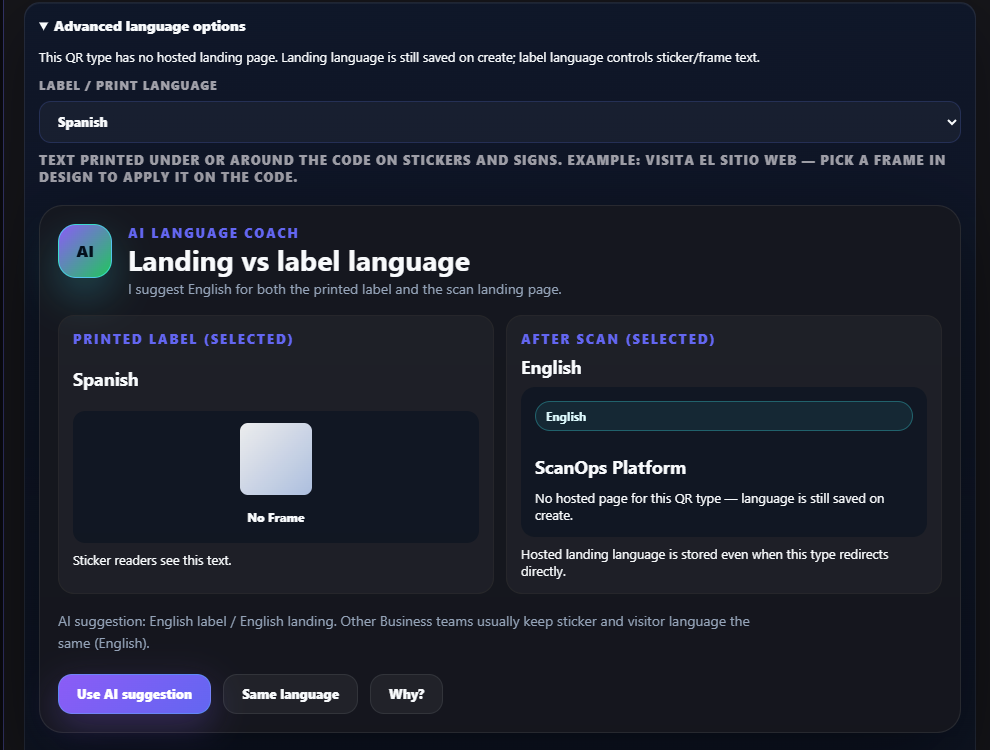 ▼ Advanced language options
This QR type has no hosted landing page. Landing language is still saved on create; label language controls sticker/frame text.
LABEL / PRINT LANGUAGE
Spanish
TEXT PRINTED UNDER OR AROUND THE CODE ON STICKERS AND SIGNS. EXAMPLE: VISITA EL SITIO WEB — PICK A FRAME IN
DESIGN TO APPLY IT ON THE CODE.
AI
AI LANGUAGE COACH
Landing vs label language
I suggest English for both the printed label and the scan landing page.
PRINTED LABEL (SELECTED)
Spanish
No Frame
Sticker readers see this text.
AFTER SCAN (SELECTED)
English
English
ScanOps Platform
No hosted page for this QR type — language is still saved on
create.
Hosted landing language is stored even when this type redirects
directly.
AI suggestion: English label / English landing. Other Business teams usually keep sticker and visitor language the
same (English).
Use AI suggestion
Same language
Why?